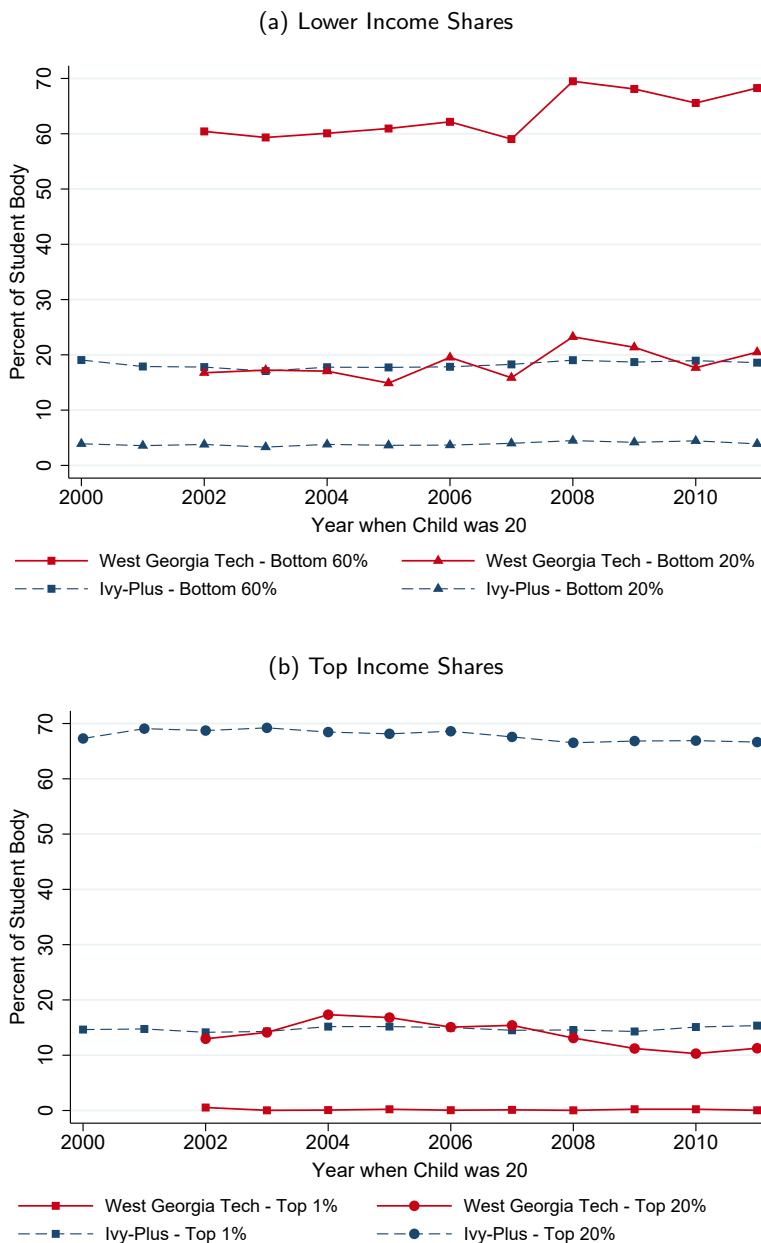 (a) Lower Income Shares
Percent of Student Body
70
60
50
40
30
20
10
0
2000 2002 2004 2006 2008 2010
Year when Child was 20
West Georgia Tech - Bottom 60% West Georgia Tech - Bottom 20%
Ivy-Plus - Bottom 60% Ivy-Plus - Bottom 20%
(b) Top Income Shares
Percent of Student Body
70
60
50
40
30
20
10
0
2000 2002 2004 2006 2008 2010
Year when Child was 20
West Georgia Tech - Top 1% West Georgia Tech - Top 20%
Ivy-Plus - Top 1% Ivy-Plus - Top 20%